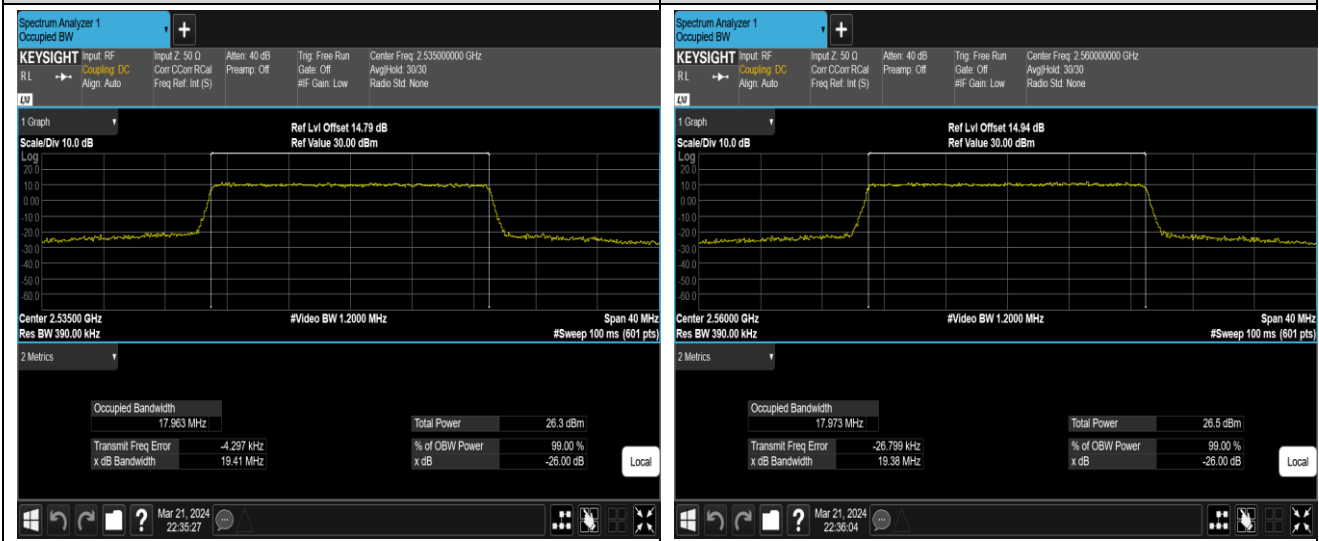 Spectrum Analyzer 1
Occupied BW
+
KEYSIGHT
RL
LXI
Input: RF
Coupling: DC
Align: Auto
Input Z: 50 Ω
Corr CCorr RCal
Freq Ref: Int (S)
Atten: 40 dB
Preamp: Off
Trig: Free Run
Gate: Off
#IF Gain: Low
Center Freq: 2.535000000 GHz
Avg|Hold: 30/30
Radio Std: None
1 Graph
Scale/Div 10.0 dB
Ref Lvl Offset 14.79 dB
Ref Value 30.00 dBm
Log
20.0
10.0
0.00
-10.0
-20.0
-30.0
-40.0
-50.0
-60.0
Center 2.53500 GHz
#Video BW 1.2000 MHz
Span 40 MHz
Res BW 390.00 kHz
#Sweep 100 ms (601 pts)
2 Metrics
Occupied Bandwidth
17.963 MHz
Total Power 26.3 dBm
Transmit Freq Error -4.297 kHz
% of OBW Power 99.00 %
x dB Bandwidth 19.41 MHz
x dB -26.00 dB
Local
?
Mar 21, 2024
22:35:27
Spectrum Analyzer 1
Occupied BW
+
KEYSIGHT
RL
LXI
Input: RF
Coupling: DC
Align: Auto
Input Z: 50 Ω
Corr CCorr RCal
Freq Ref: Int (S)
Atten: 40 dB
Preamp: Off
Trig: Free Run
Gate: Off
#IF Gain: Low
Center Freq: 2.560000000 GHz
Avg|Hold: 30/30
Radio Std: None
1 Graph
Scale/Div 10.0 dB
Ref Lvl Offset 14.94 dB
Ref Value 30.00 dBm
Log
20.0
10.0
0.00
-10.0
-20.0
-30.0
-40.0
-50.0
-60.0
Center 2.56000 GHz
#Video BW 1.2000 MHz
Span 40 MHz
Res BW 390.00 kHz
#Sweep 100 ms (601 pts)
2 Metrics
Occupied Bandwidth
17.973 MHz
Total Power 26.5 dBm
Transmit Freq Error -26.799 kHz
% of OBW Power 99.00 %
x dB Bandwidth 19.38 MHz
x dB -26.00 dB
Local
?
Mar 21, 2024
22:36:04